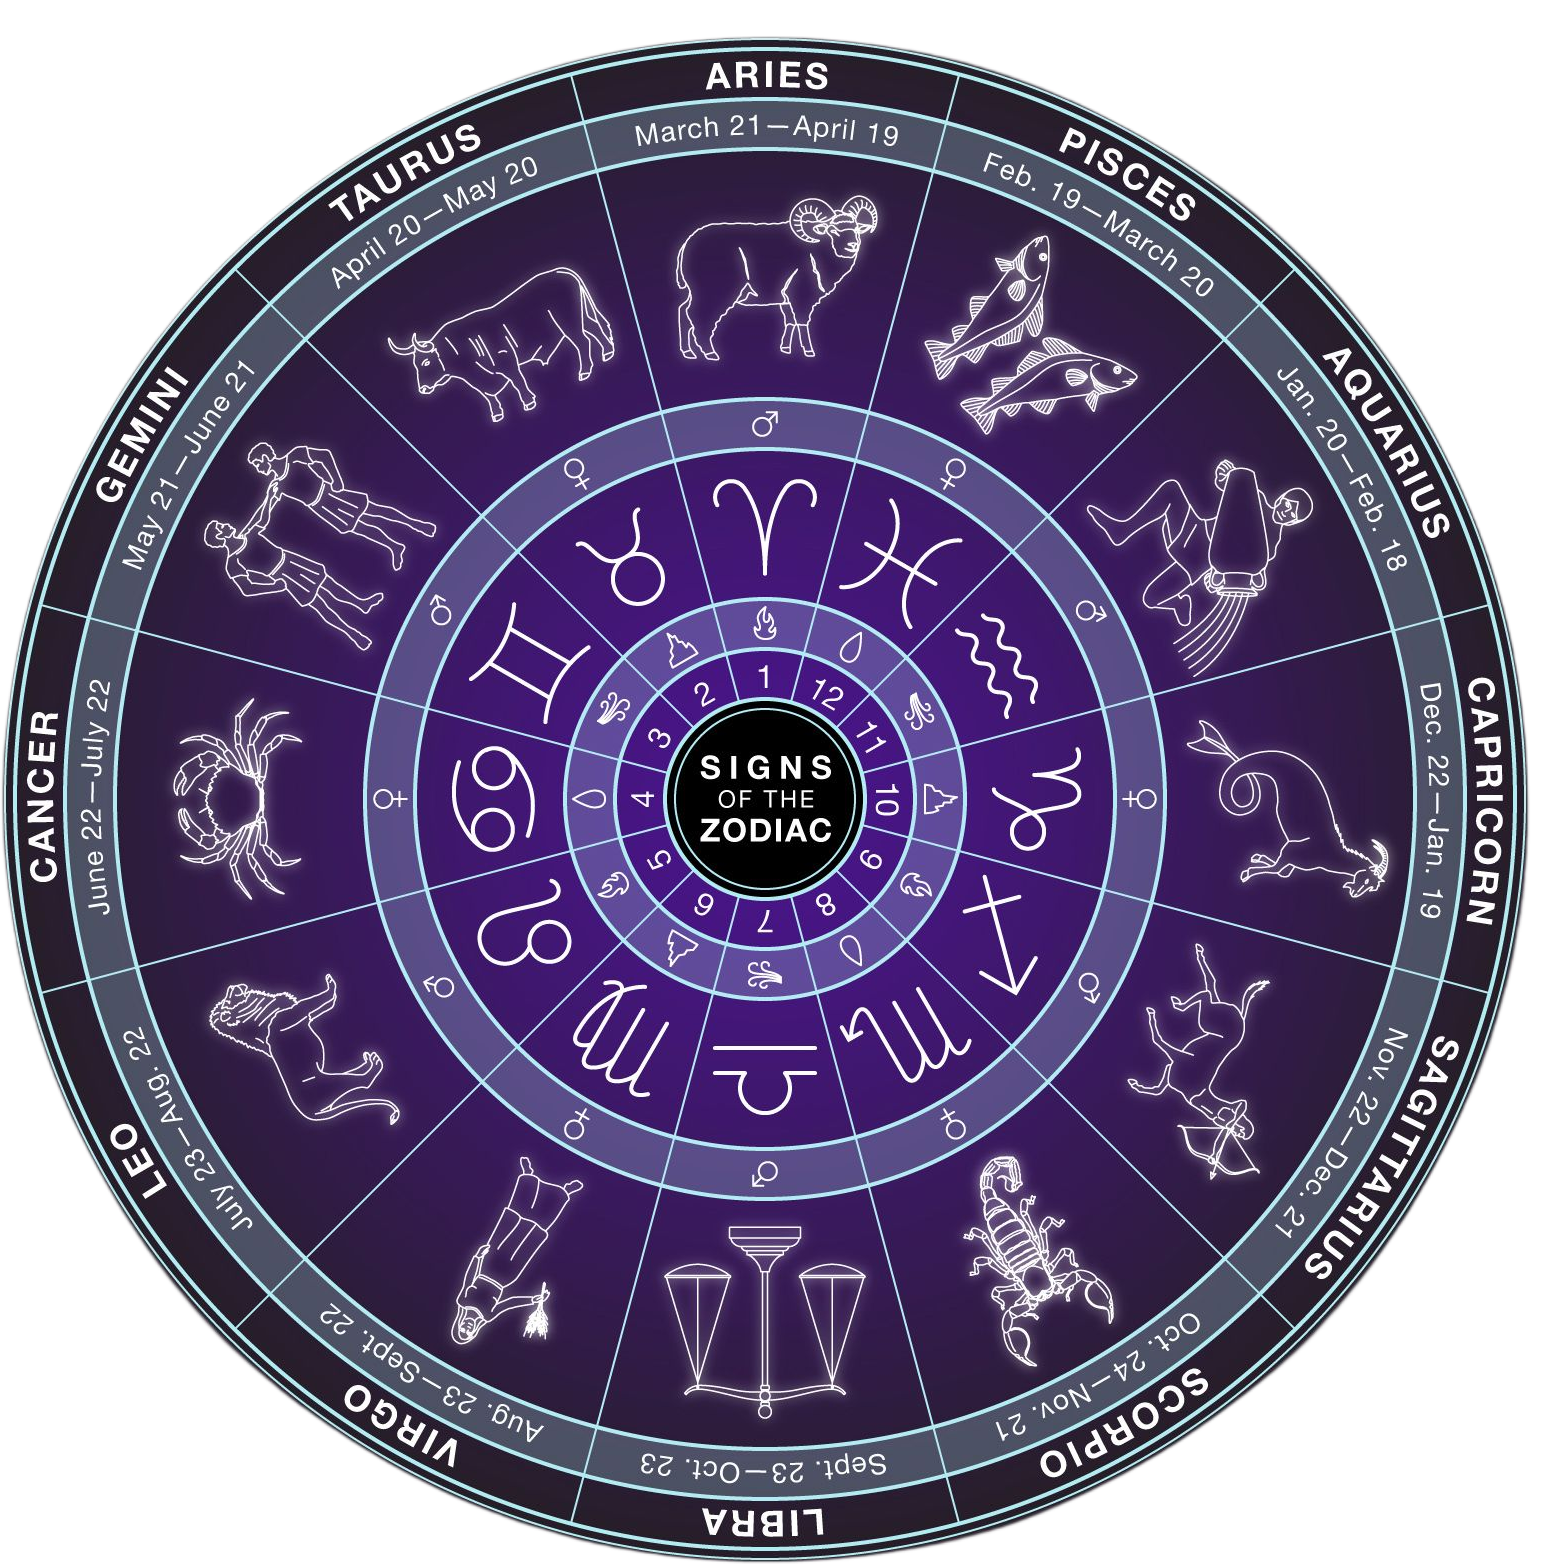 ARIES
March 21—April 19
PISCES
Feb. 19—March 20
AQUARIUS
Jan. 20—Feb. 18
CAPRICORN
Dec. 22—Jan. 19
SAGITTARIUS
Nov. 22—Dec. 21
SCORPIO
Oct. 24—Nov. 21
LIBRA
Sept. 23—Oct. 23
VIRGO
Aug. 23—Sept. 22
LEO
July 23—Aug. 22
CANCER
June 22—July 22
GEMINI
May 21—June 21
TAURUS
April 20—May 20
♂
♀
♂
♀
♂
♀
♂
♀
♂
♀
♂
♀
♈
♓
♒
♑
♐
♏
♎
♍
♌
♋
♊
♉
1
12
11
10
9
8
7
6
5
4
3
2
SIGNS
OF THE
ZODIAC